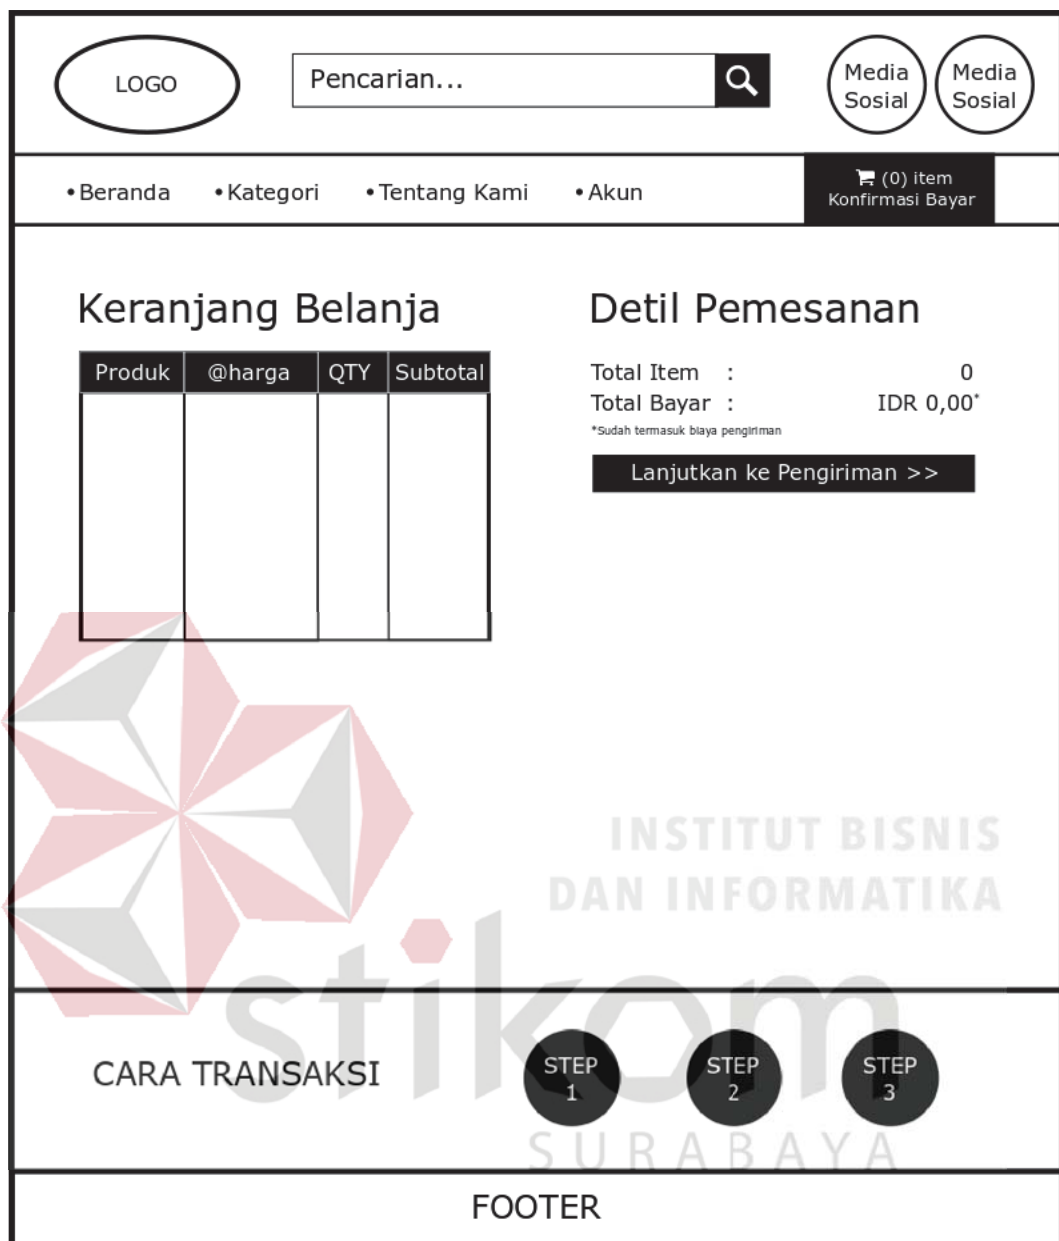 LOGO
Pencarian...
Media
Sosial
Media
Sosial
•Beranda •Kategori •Tentang Kami •Akun
(0) item
Konfirmasi Bayar
Keranjang Belanja
Produk @harga QTY Subtotal
Detil Pemesanan
Total Item : 0
Total Bayar : IDR 0,00*
*Sudah termasuk biaya pengiriman
Lanjutkan ke Pengiriman >>
INSTITUT BISNIS
DAN INFORMATIKA
stikom
SURABAYA
CARA TRANSAKSI
STEP
1
STEP
2
STEP
3
FOOTER